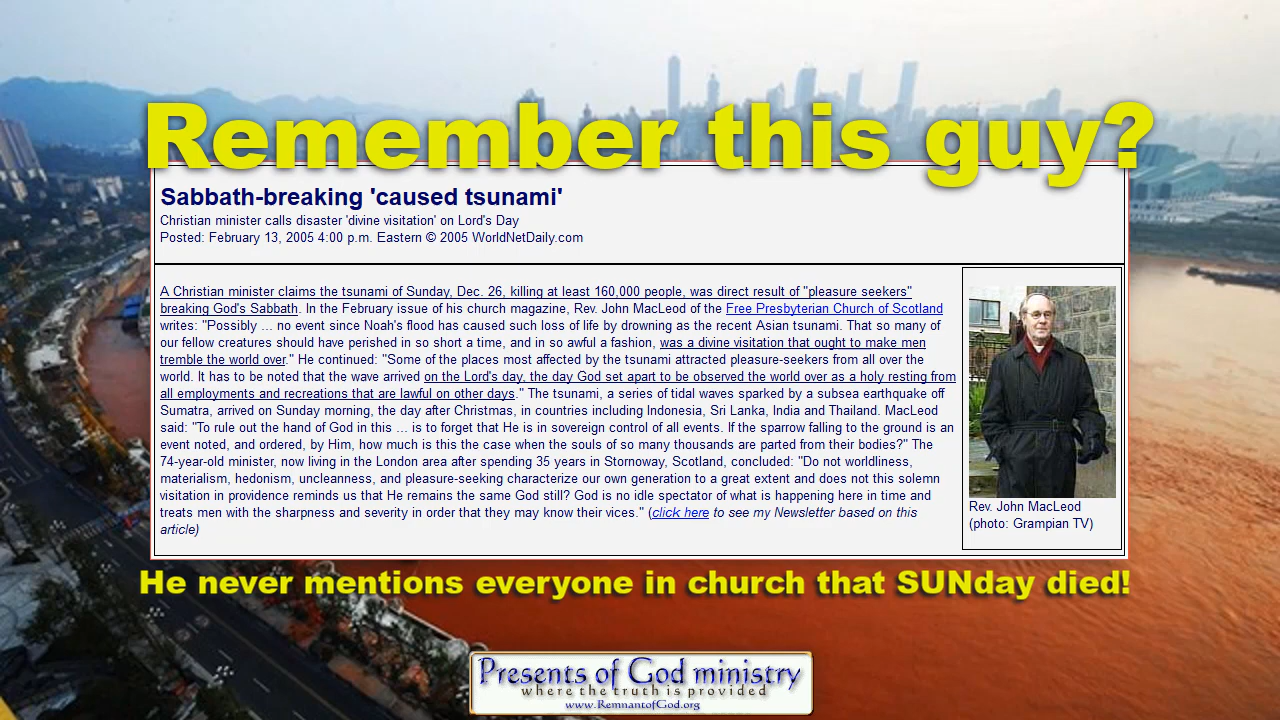 Remember this guy?
Sabbath-breaking 'caused tsunami'
Christian minister calls disaster 'divine visitation' on Lord's Day
Posted: February 13, 2005 4:00 p.m. Eastern © 2005 WorldNetDaily.com
A Christian minister claims the tsunami of Sunday, Dec. 26, killing at least 160,000 people, was direct result of "pleasure seekers"
breaking God's Sabbath. In the February issue of his church magazine, Rev. John MacLeod of the Free Presbyterian Church of Scotland
writes: "Possibly ... no event since Noah's flood has caused such loss of life by drowning as the recent Asian tsunami. That so many of
our fellow creatures should have perished in so short a time, and in so awful a fashion, was a divine visitation that ought to make men
tremble the world over." He continued: "Some of the places most affected by the tsunami attracted pleasure-seekers from all over the
world. It has to be noted that the wave arrived on the Lord's day, the day God set apart to be observed the world over as a holy resting from
all employments and recreations that are lawful on other days." The tsunami, a series of tidal waves sparked by a subsea earthquake off
Sumatra, arrived on Sunday morning, the day after Christmas, in countries including Indonesia, Sri Lanka, India and Thailand. MacLeod
said: "To rule out the hand of God in this ... is to forget that He is in sovereign control of all events. If the sparrow falling to the ground is an
event noted, and ordered, by Him, how much is this the case when the souls of so many thousands are parted from their bodies?" The
74-year-old minister, now living in the London area after spending 35 years in Stornoway, Scotland, concluded: "Do not worldliness,
materialism, hedonism, uncleanness, and pleasure-seeking characterize our own generation to a great extent and does not this solemn
visitation in providence reminds us that He remains the same God still? God is no idle spectator of what is happening here in time and
treats men with the sharpness and severity in order that they may know their vices." (click here to see my Newsletter based on this
article)
Rev. John MacLeod
(photo: Grampian TV)
He never mentions everyone in church that SUNday died!
Presents of God ministry
where the truth is provided
www.RemnantofGod.org